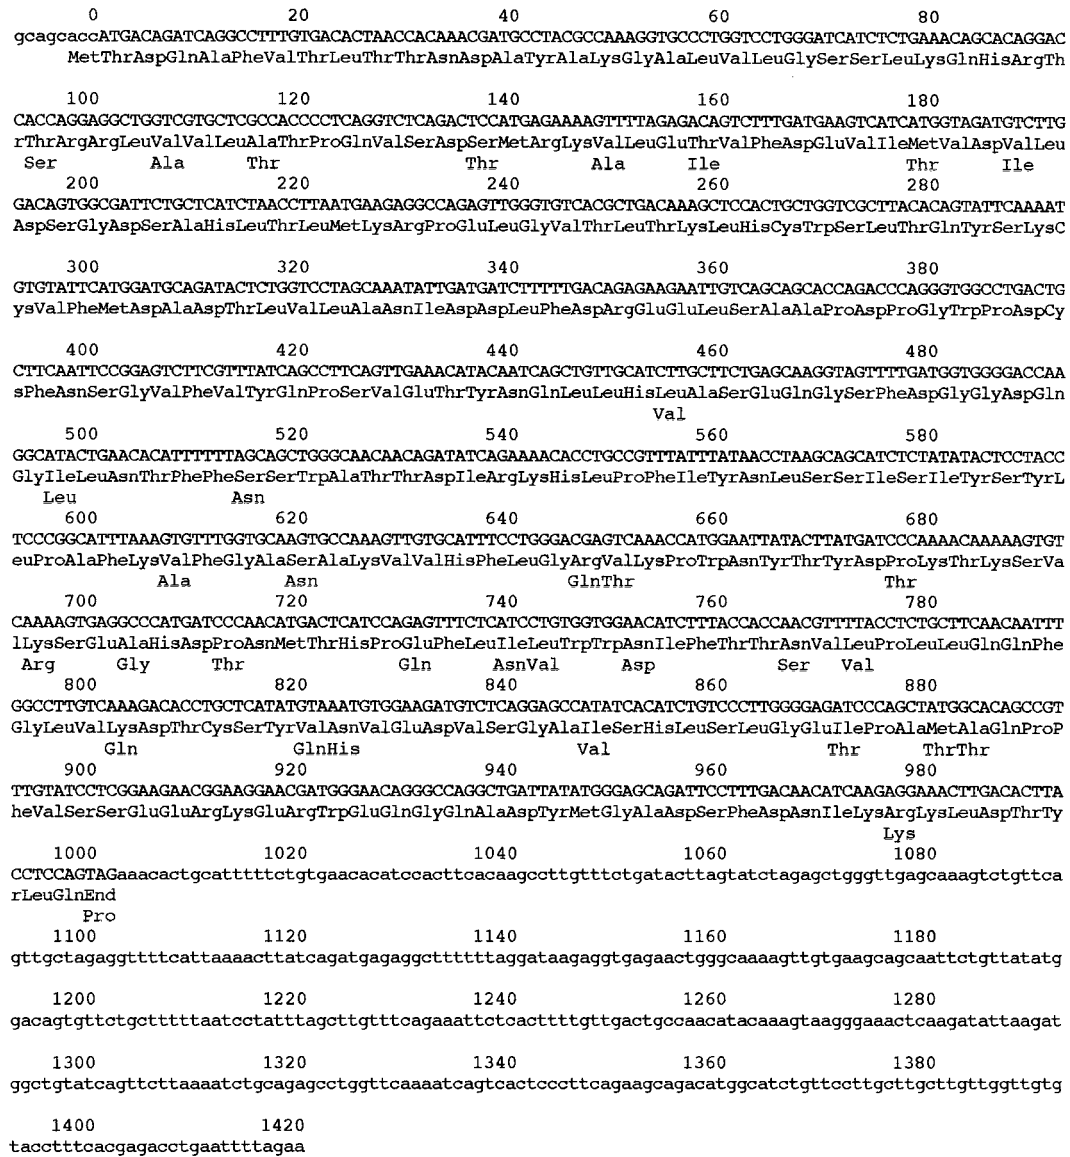 0 20 40 60 80
gcagcaccATGACAGATCAGGCCTTTGTGACACTAACCACAAACGATGCCTACGCCAAAGGTGCCCTGGTCCTGGGATCATCTCTGAAACAGCACAGGAC
MetThrAspGlnAlaPheValThrLeuThrThrAsnAspAlaTyrAlaLysGlyAlaLeuValLeuGlySerSerLeuLysGlnHisArgTh
100 120 140 160 180
CACCAGGAGGCTGGTCGTGCTCGCCACCCCTCAGGTCTCAGACTCCATGAGAAAAGTTTTAGAGACAGTCTTTGATGAAGTCATCATGGTAGATGTCTTG
rThrArgArgLeuValValLeuAlaThrProGlnValSerAspSerMetArgLysValLeuGluThrValPheAspGluValIleMetValAspValLeu
Ser Ala Thr Thr Ala Ile Thr Ile
200 220 240 260 280
GACAGTGGCGATTCTGCTCATCTAACCTTAATGAAGAGGCCAGAGTTGGGTGTCACGCTGACAAAGCTCCACTGCTGGTCGCTTACACAGTATTCAAAAT
AspSerGlyAspSerAlaHisLeuThrLeuMetLysArgProGluLeuGlyValThrLeuThrLysLeuHisCysTrpSerLeuThrGlnTyrSerLysC
300 320 340 360 380
GTGTATTCATGGATGCAGATACTCTGGTCCTAGCAAATATTGATGATCTTTTTGACAGAGAAGAATTGTCAGCAGCACCAGACCCAGGGTGGCCTGACTG
ysValPheMetAspAlaAspThrLeuValLeuAlaAsnIleAspAspLeuPheAspArgGluGluLeuSerAlaAlaProAspProGlyTrpProAspCy
400 420 440 460 480
CTTCAATTCCGGAGTCTTCGTTTATCAGCCTTCAGTTGAAACATACAATCAGCTGTTGCATCTTGCTTCTGAGCAAGGTAGTTTTGATGGTGGGGACCAA
sPheAsnSerGlyValPheValTyrGlnProSerValGluThrTyrAsnGlnLeuLeuHisLeuAlaSerGluGlnGlySerPheAspGlyGlyAspGln
Val
500 520 540 560 580
GGCATACTGAACACATTTTTTAGCAGCTGGGCAACAACAGATATCAGAAAACACCTGCCGTTTATTTATAACCTAAGCAGCATCTCTATATACTCCTACC
GlyIleLeuAsnThrPhePheSerSerTrpAlaThrThrAspIleArgLysHisLeuProPheIleTyrAsnLeuSerSerIleSerIleTyrSerTyrL
Leu Asn
600 620 640 660 680
TCCCGGCATTTAAAGTGTTTGGTGCAAGTGCCAAAGTTGTGCATTTCCTGGGACGAGTCAAACCATGGAATTATACTTATGATCCCAAAACAAAAAGTGT
euProAlaPheLysValPheGlyAlaSerAlaLysValValHisPheLeuGlyArgValLysProTrpAsnTyrThrTyrAspProLysThrLysSerVa
Ala Asn GlnThr Thr
700 720 740 760 780
CAAAAGTGAGGCCCATGATCCCAACATGACTCATCCAGAGTTTCTCATCCTGTGGTGGAACATCTTTACCACCAACGTTTTACCTCTGCTTCAACAATTT
lLysSerGluAlaHisAspProAsnMetThrHisProGluPheLeuIleLeuTrpTrpAsnIlePheThrThrAsnValLeuProLeuLeuGlnGlnPhe
Arg Gly Thr Gln AsnVal Asp Ser Val
800 820 840 860 880
GGCCTTGTCAAAGACACCTGCTCATATGTAAATGTGGAAGATGTCTCAGGAGCCATATCACATCTGTCCCTTGGGGAGATCCCAGCTATGGCACAGCCGT
GlyLeuValLysAspThrCysSerTyrValAsnValGluAspValSerGlyAlaIleSerHisLeuSerLeuGlyGluIleProAlaMetAlaGlnProP
Gln GlnHis Val Thr ThrThr
900 920 940 960 980
TTGTATCCTCGGAAGAACGGAAGGAACGATGGGAACAGGGCCAGGCTGATTATATGGGAGCAGATTCCTTTGACAACATCAAGAGGAAACTTGACACTTA
heValSerSerGluGluArgLysGluArgTrpGluGlnGlyGlnAlaAspTyrMetGlyAlaAspSerPheAspAsnIleLysArgLysLeuAspThrTy
Lys
1000 1020 1040 1060 1080
CCTCCAGTAGaaacactgcatttttctgtgaacacatccacttcacaagccttgtttctgatacttagtatctagagctgggttgagcaaagtctgttca
rLeuGlnEnd
Pro
1100 1120 1140 1160 1180
gttgctagaggttttcattaaaacttatcagatgagaggcttttttaggataagaggtgagaactgggcaaaagttgtgaagcagcaattctgttatatg
1200 1220 1240 1260 1280
gacagtgttctgctttttaatcctatttagcttgtttcagaaattctcacttttgttgactgccaacatacaaagtaagggaaactcaagatattaagat
1300 1320 1340 1360 1380
ggctgtatcagttcttaaaatctgcagagcctggttcaaaatcagtcactcccttcagaagcagacatggcatctgttccttgcttgcttgttggttgtg
1400 1420
tacctttcacgagacctgaattttagaa